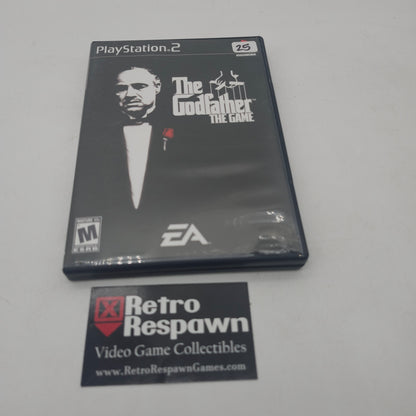 PlayStation.2
25
The
Godfather
THE GAME
MATURE 17+
M
ESRB
EA
Retro
Respawn
Video Game Collectibles
www.RetroRespawnGames.com